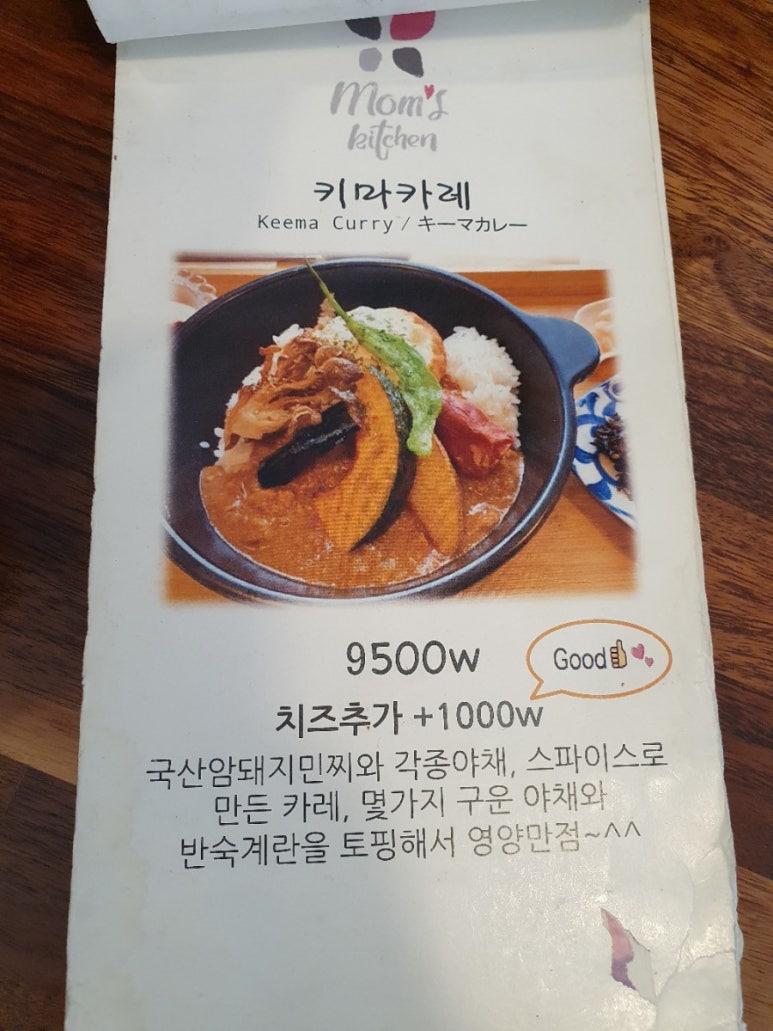 Mom's
kitchen
키마카레
Keema Curry / キーマカレー
9500w
Good
치즈추가 +1000w
국산암돼지민찌와 각종야채, 스파이스로
만든 카레, 몇가지 구운 야채와
반숙계란을 토핑해서 영양만점~^^